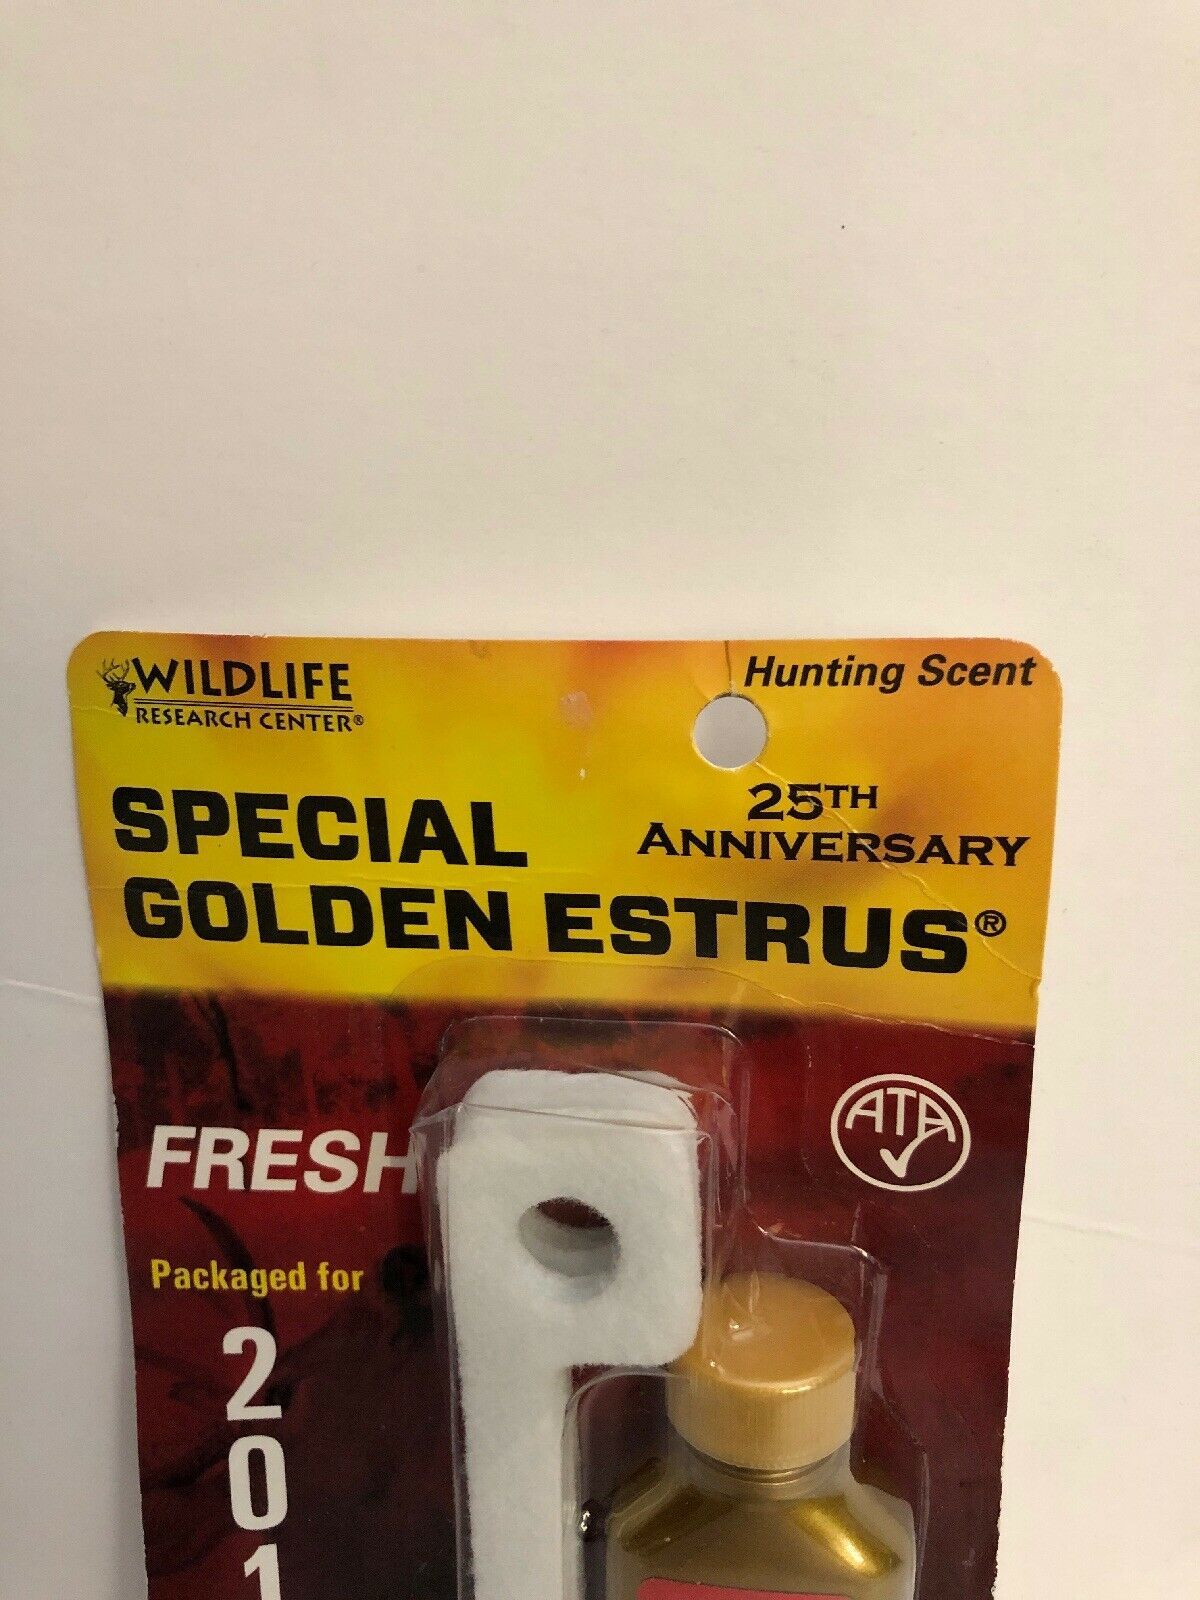 WILDLIFE
RESEARCH CENTER®
Hunting Scent
25TH
ANNIVERSARY
SPECIAL
GOLDEN ESTRUS®
FRESH
ATA
Packaged for
2
0
1